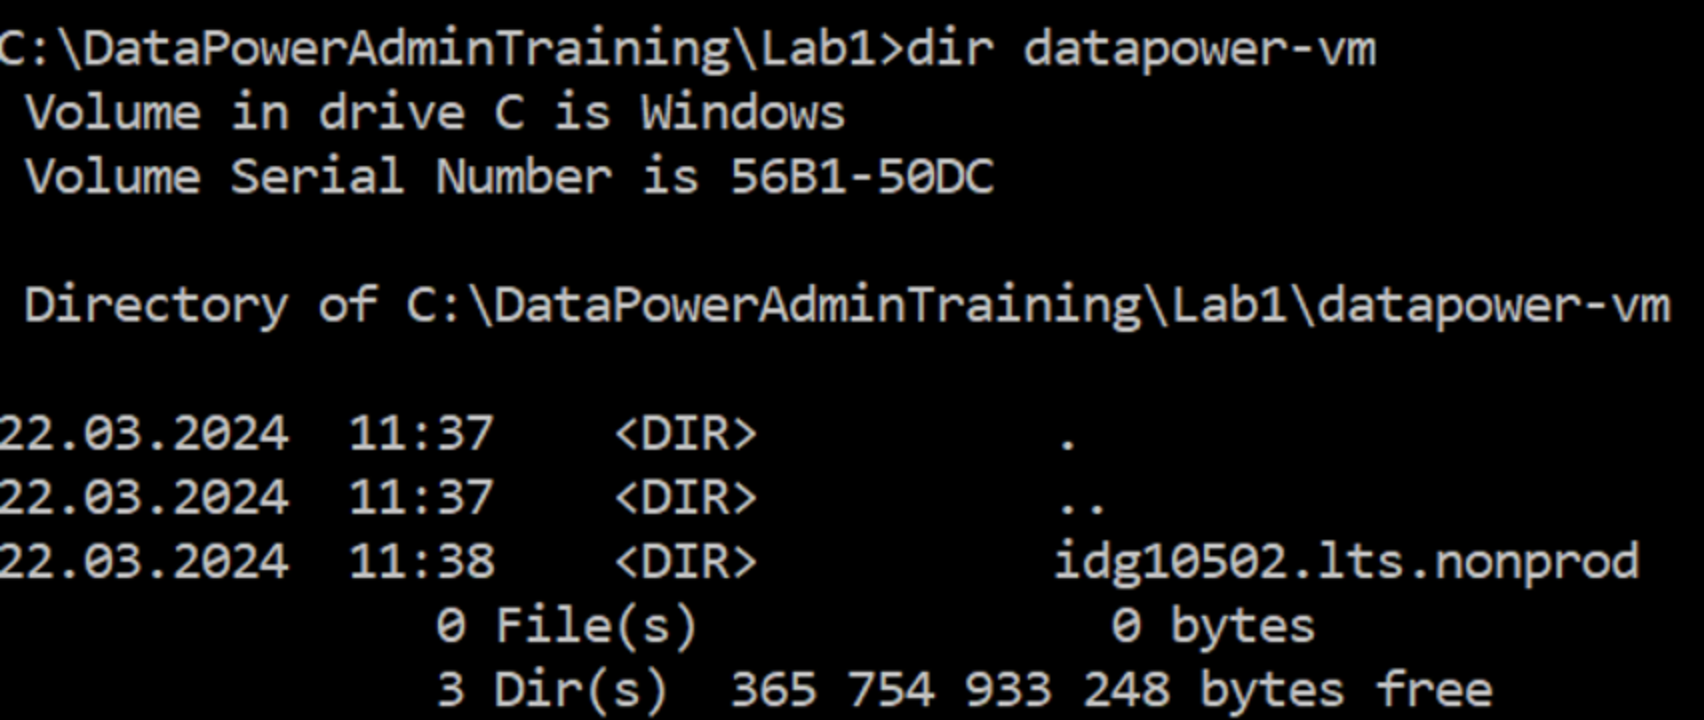 C:\DataPowerAdminTraining\Lab1>dir datapower-vm
Volume in drive C is Windows
Volume Serial Number is 56B1-50DC
Directory of C:\DataPowerAdminTraining\Lab1\datapower-vm
22.03.2024  11:37    <DIR>          .
22.03.2024  11:37    <DIR>          ..
22.03.2024  11:38    <DIR>          idg10502.lts.nonprod
0 File(s)              0 bytes
3 Dir(s)  365 754 933 248 bytes free